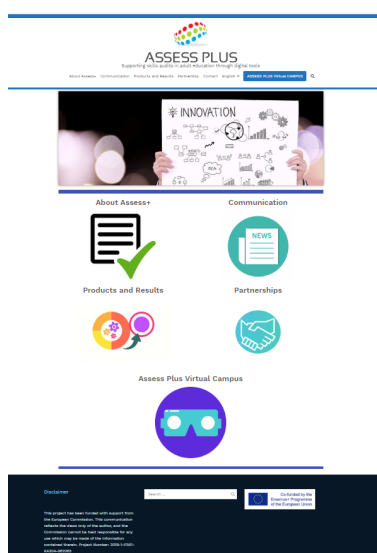 ASSESS PLUS
Supporting skills audits in adult education through digital tools
About Assess+ Communication Products and Results Partnership Contact English ASSESS PLUS Virtual CAMPUS
INNOVATION
IDEA
About Assess+
Communication
NEWS
Products and Results
Partnerships
Assess Plus Virtual Campus
Disclaimer
Search ...
Co-funded by the
Erasmus+ Programme
of the European Union
This project has been funded with support from
the European Commission. This communication
reflects the views only of the author, and the
Commission cannot be held responsible for any
use which may be made of the information
contained therein. Project Number: